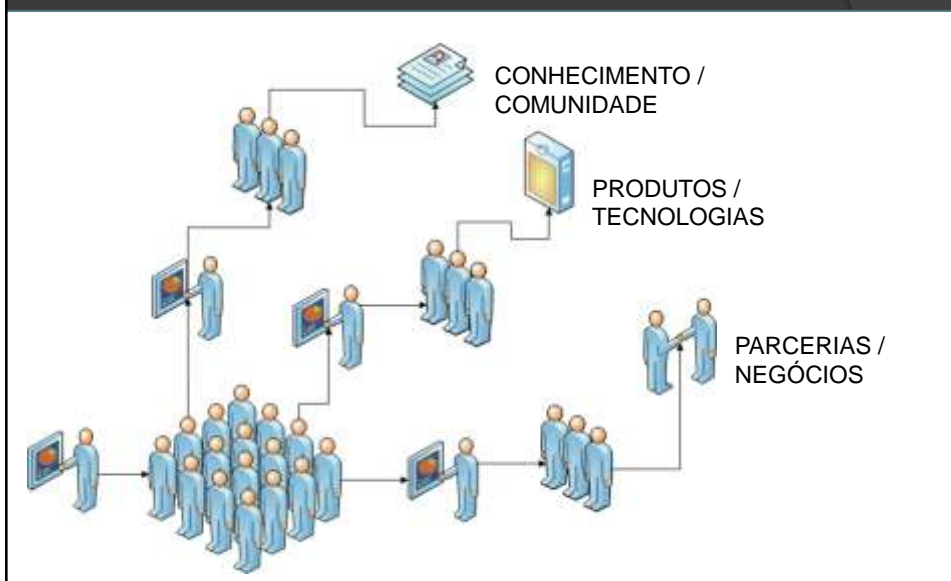 CONHECIMENTO /
COMUNIDADE
PRODUTOS /
TECNOLOGIAS
PARCERIAS /
NEGÓCIOS